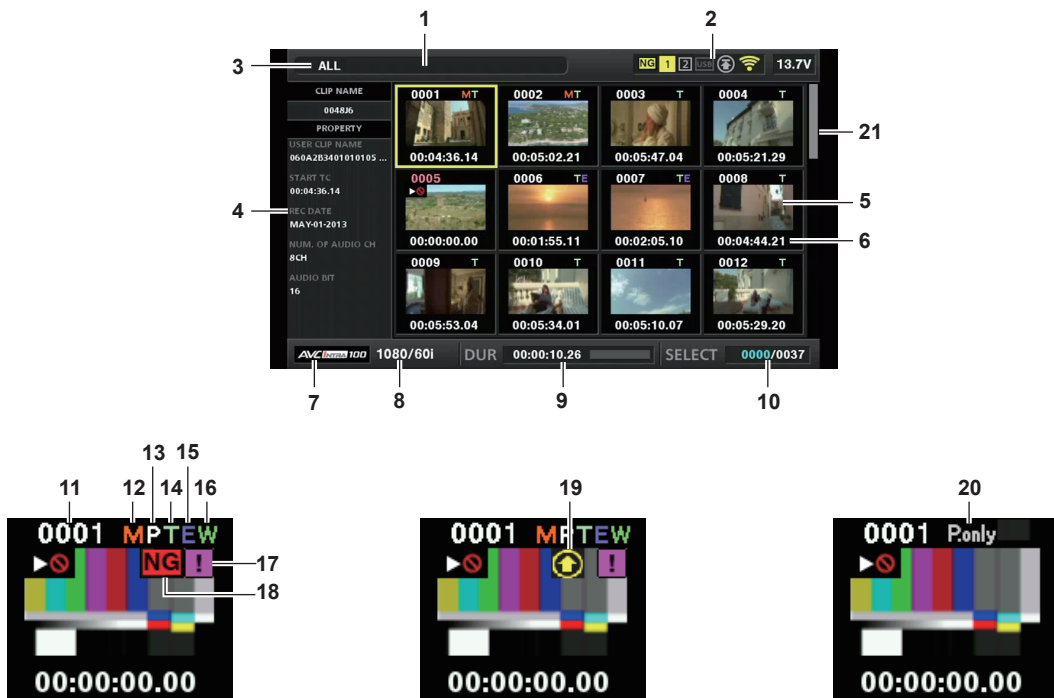 1 2
3 ALL NG 1 2 USB 13.7V
CLIP NAME
0048J6
PROPERTY
USER CLIP NAME
060A2B3401010105 ...
START TC
00:04:36.14
4 REC DATE
MAY-01-2013
NUM. OF AUDIO CH
8CH
AUDIO BIT
16
0001 MT 0002 MT 0003 T 0004 T
21
00:04:36.14 00:05:02.21 00:05:47.04 00:05:21.29
0005 0006 TE 0007 TE 0008 T
5
00:00:00.00 00:01:55.11 00:02:05.10 00:04:44.21 6
0009 T 0010 T 0011 T 0012 T
00:05:53.04 00:05:34.01 00:05:10.07 00:05:29.20
AVC INTRA 100 1080/60i DUR 00:00:10.26 SELECT 0000/0037
7 8 9 10
11 12 13 14 15 16
0001 MPTEW
NG ! 17
18
00:00:00.00
19
0001 MPTEW
!
00:00:00.00
20
0001 P.only
00:00:00.00